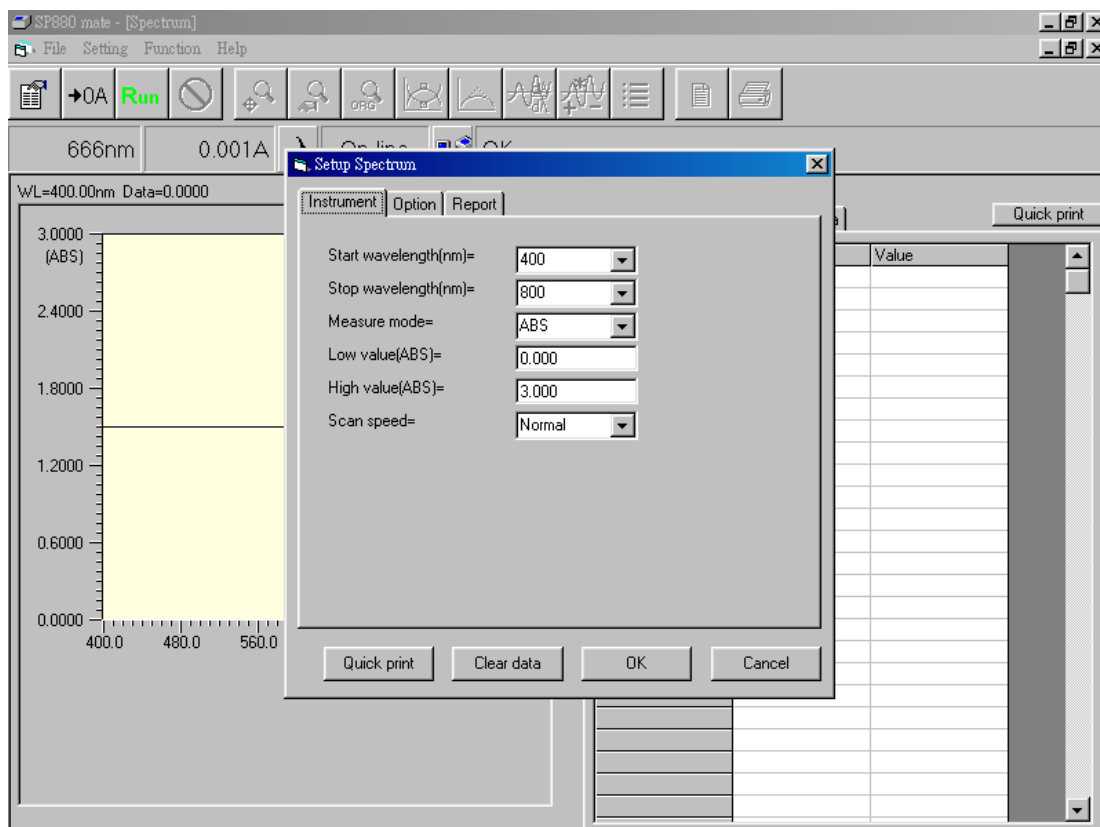 SP880 mate - [Spectrum]
File Setting Function Help
→0A Run ORG dλ
666nm 0.001A λ On-line OK
WL=400.00nm Data=0.0000
Quick print
Value
3.0000
(ABS)
2.4000
1.8000
1.2000
0.6000
0.0000
400.0 480.0 560.0
Setup Spectrum
Instrument Option Report
Start wavelength(nm)= 400
Stop wavelength(nm)= 800
Measure mode= ABS
Low value(ABS)= 0.000
High value(ABS)= 3.000
Scan speed= Normal
Quick print Clear data OK Cancel